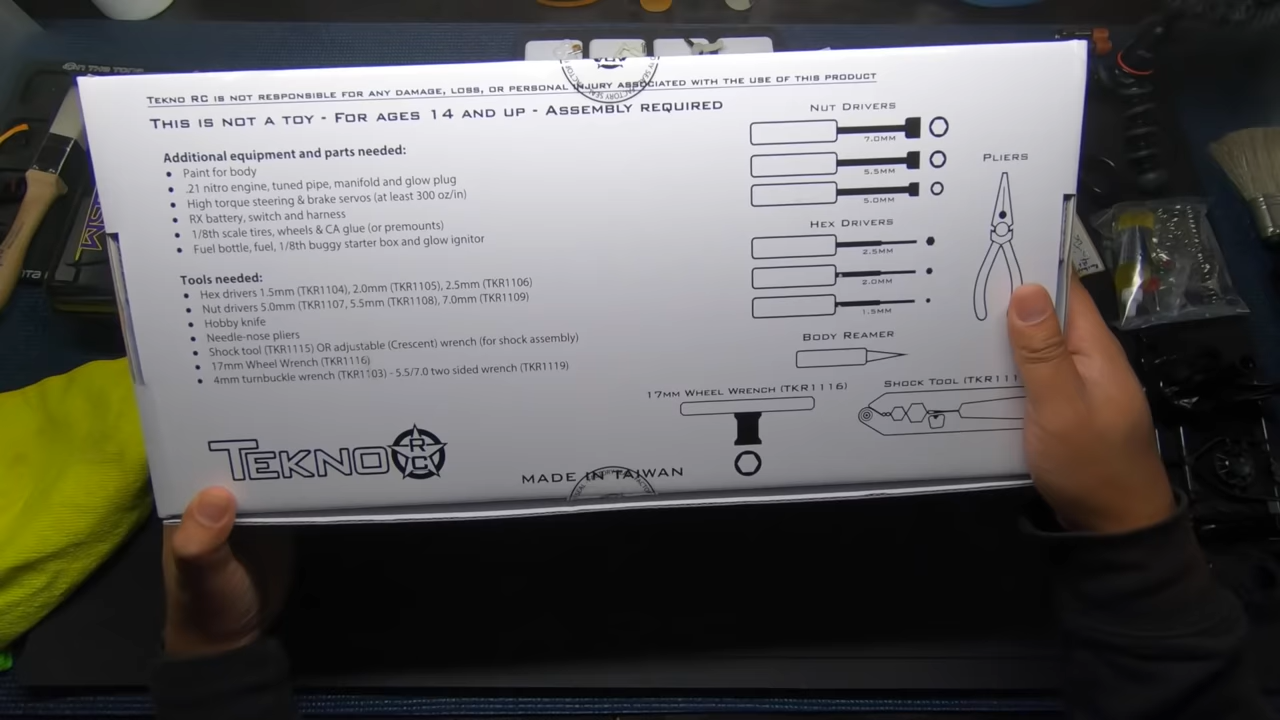 TEKNO RC IS NOT RESPONSIBLE FOR ANY DAMAGE, LOSS, OR PERSONAL INJURY ASSOCIATED WITH THE USE OF THIS PRODUCT
THIS IS NOT A TOY - FOR AGES 14 AND UP - ASSEMBLY REQUIRED
Additional equipment and parts needed:
• Paint for body
• .21 nitro engine, tuned pipe, manifold and glow plug
• High torque steering & brake servos (at least 300 oz/in)
• RX battery, switch and harness
• 1/8th scale tires, wheels & CA glue (or premounts)
• Fuel bottle, fuel, 1/8th buggy starter box and glow ignitor
Tools needed:
• Hex drivers 1.5mm (TKR1104), 2.0mm (TKR1105), 2.5mm (TKR1106)
• Nut drivers 5.0mm (TKR1107, 5.5mm (TKR1108), 7.0mm (TKR1109)
• Hobby knife
• Needle-nose pliers
• Shock tool (TKR1115) OR adjustable (Crescent) wrench (for shock assembly)
• 17mm Wheel Wrench (TKR1116)
• 4mm turnbuckle wrench (TKR1103) - 5.5/7.0 two sided wrench (TKR1119)
TEKNO RC
MADE IN TAIWAN
NUT DRIVERS
7.0MM
5.5MM
5.0MM
HEX DRIVERS
2.5MM
2.0MM
1.5MM
PLIERS
BODY REAMER
17MM WHEEL WRENCH (TKR1116)
SHOCK TOOL (TKR111